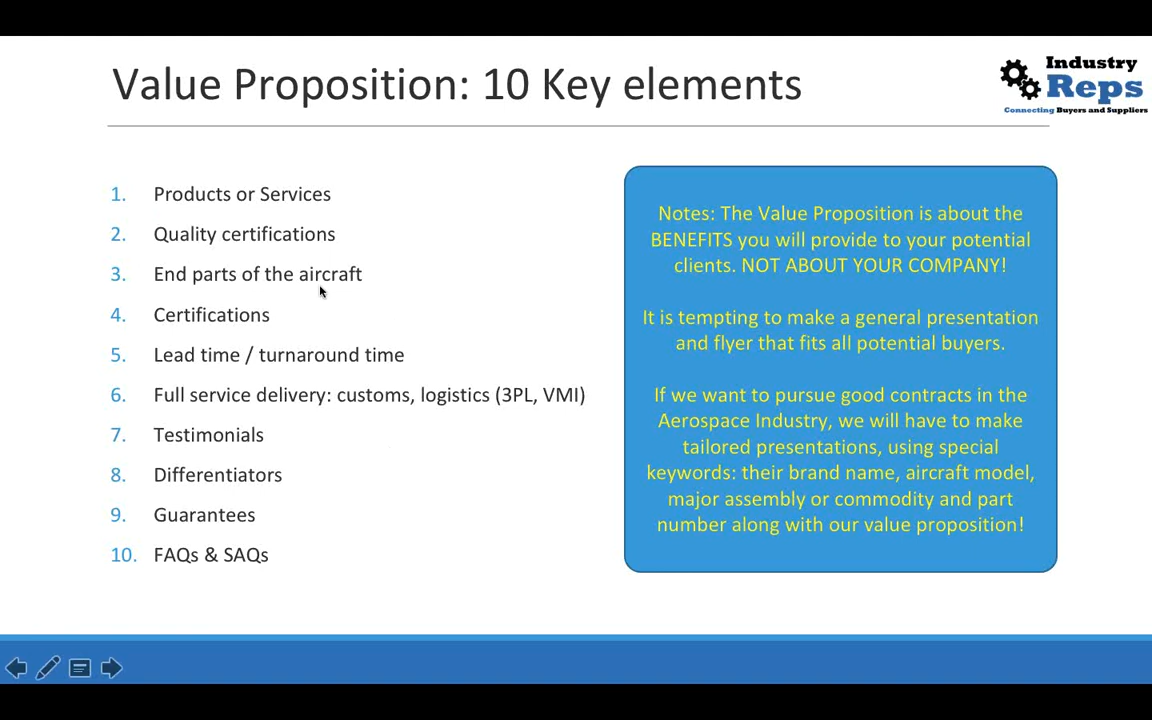 Value Proposition: 10 Key elements
Industry
Reps
Connecting Buyers and Suppliers
1. Products or Services
2. Quality certifications
3. End parts of the aircraft
4. Certifications
5. Lead time / turnaround time
6. Full service delivery: customs, logistics (3PL, VMI)
7. Testimonials
8. Differentiators
9. Guarantees
10. FAQs & SAQs
Notes: The Value Proposition is about the
BENEFITS you will provide to your potential
clients. NOT ABOUT YOUR COMPANY!
It is tempting to make a general presentation
and flyer that fits all potential buyers.
If we want to pursue good contracts in the
Aerospace Industry, we will have to make
tailored presentations, using special
keywords: their brand name, aircraft model,
major assembly or commodity and part
number along with our value proposition!